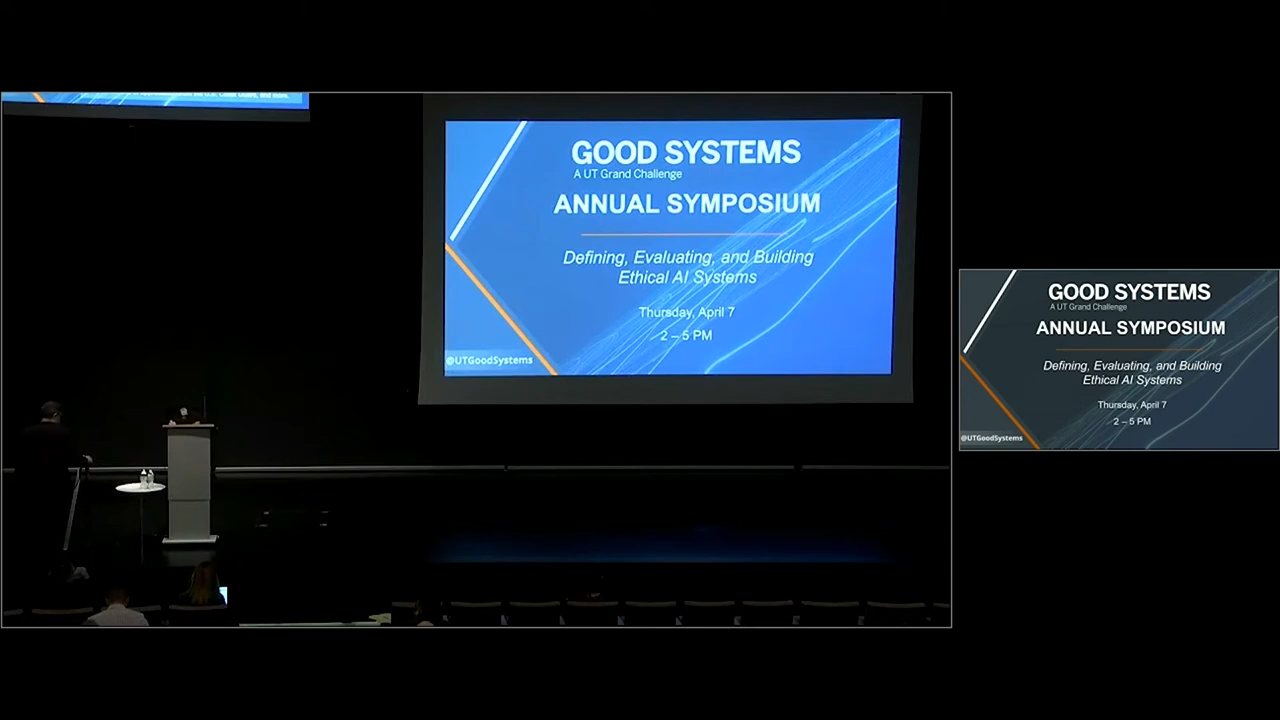 GOOD SYSTEMS
A UT Grand Challenge
ANNUAL SYMPOSIUM
Defining, Evaluating, and Building
Ethical AI Systems
Thursday, April 7
2 – 5 PM
@UTGoodSystems
GOOD SYSTEMS
A UT Grand Challenge
ANNUAL SYMPOSIUM
Defining, Evaluating, and Building
Ethical AI Systems
Thursday, April 7
2 – 5 PM
@UTGoodSystems